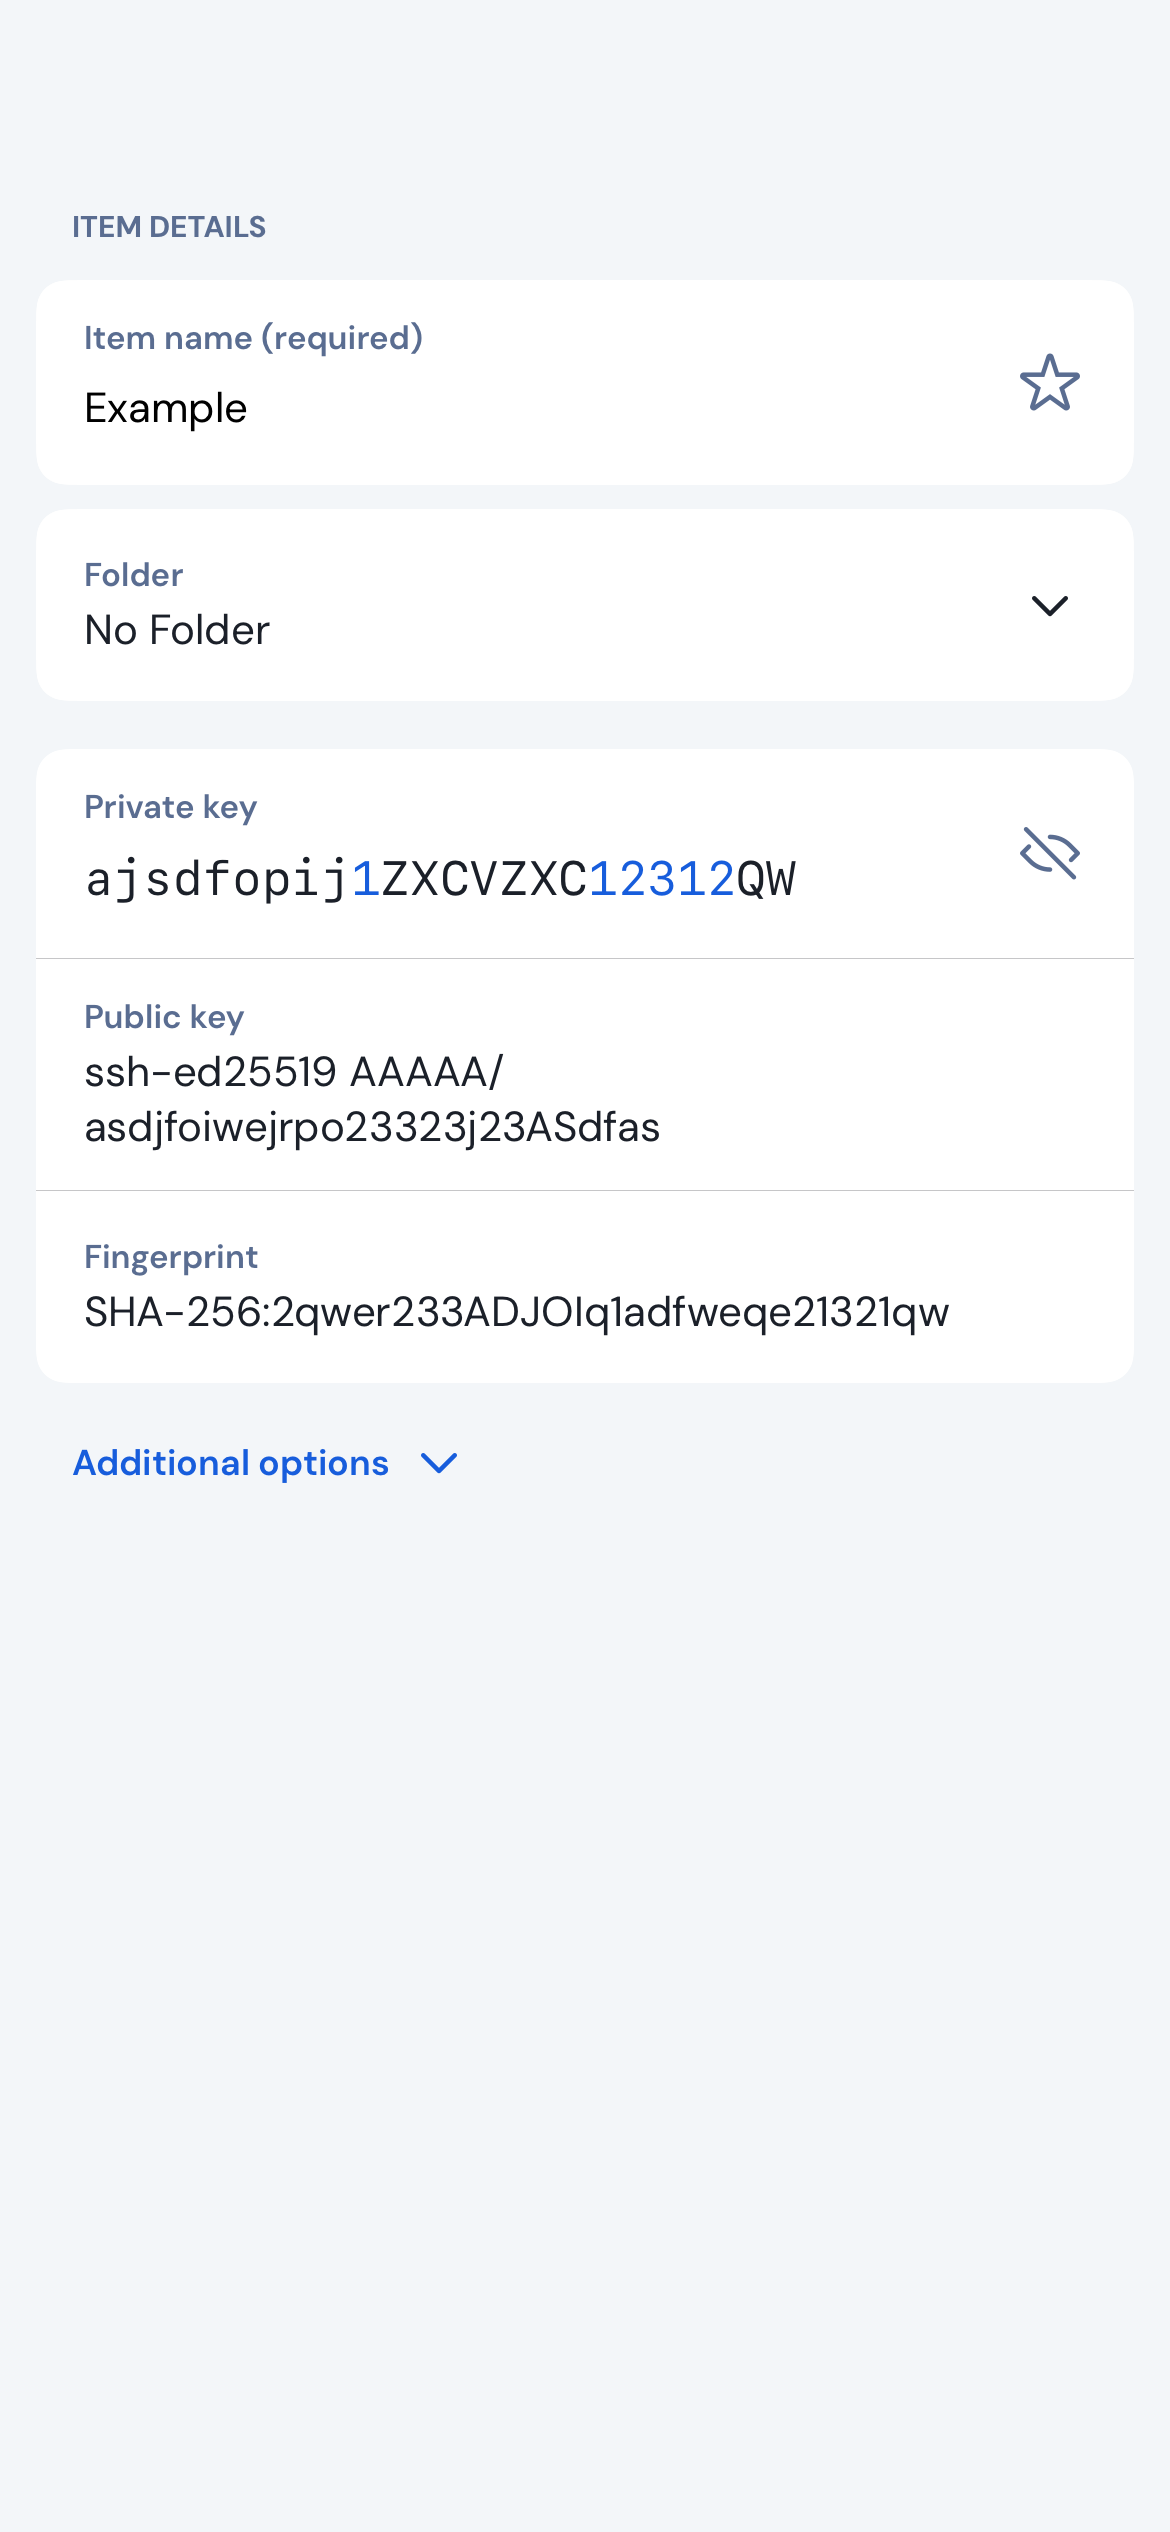 ITEM DETAILS
Item name (required)
Example
Folder
No Folder
Private key
ajsdfopij1ZXCVZXC12312QW
Public key
ssh-ed25519 AAAAA/
asdjfoiwejrpo23323j23ASdfas
Fingerprint
SHA-256:2qwer233ADJOIq1adfweqe21321qw
Additional options